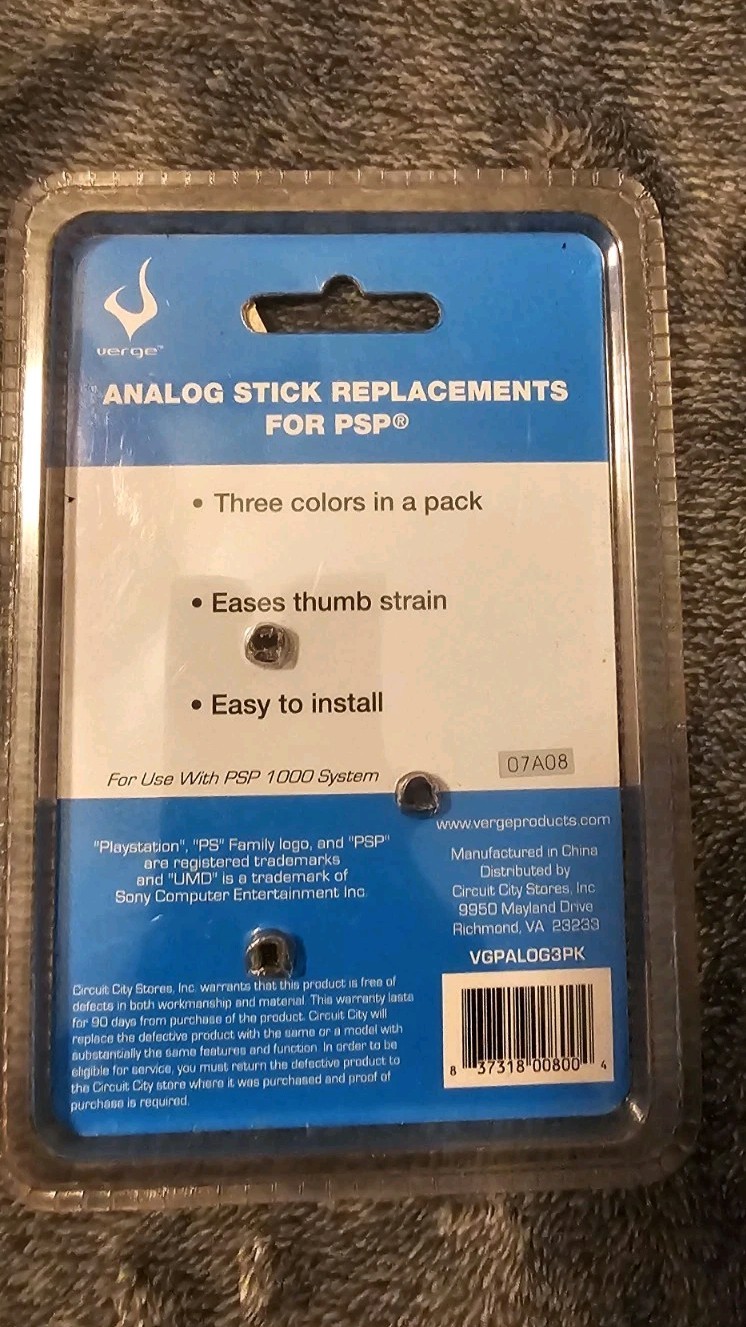 verge™
ANALOG STICK REPLACEMENTS
FOR PSP®
• Three colors in a pack
• Eases thumb strain
• Easy to install
For Use With PSP 1000 System
07A08
"Playstation", "PS" Family logo, and "PSP"
are registered trademarks
and "UMD" is a trademark of
Sony Computer Entertainment Inc.
www.vergeproducts.com
Manufactured in China
Distributed by
Circuit City Stores, Inc
9950 Mayland Drive
Richmond, VA 23233
VGPALOG3PK
8 37318 00800 4
Circuit City Stores, Inc. warrants that this product is free of
defects in both workmanship and material. This warranty lasts
for 90 days from purchase of the product. Circuit City will
replace the defective product with the same or a model with
substantially the same features and function. In order to be
eligible for service, you must return the defective product to
the Circuit City store where it was purchased and proof of
purchase is required.